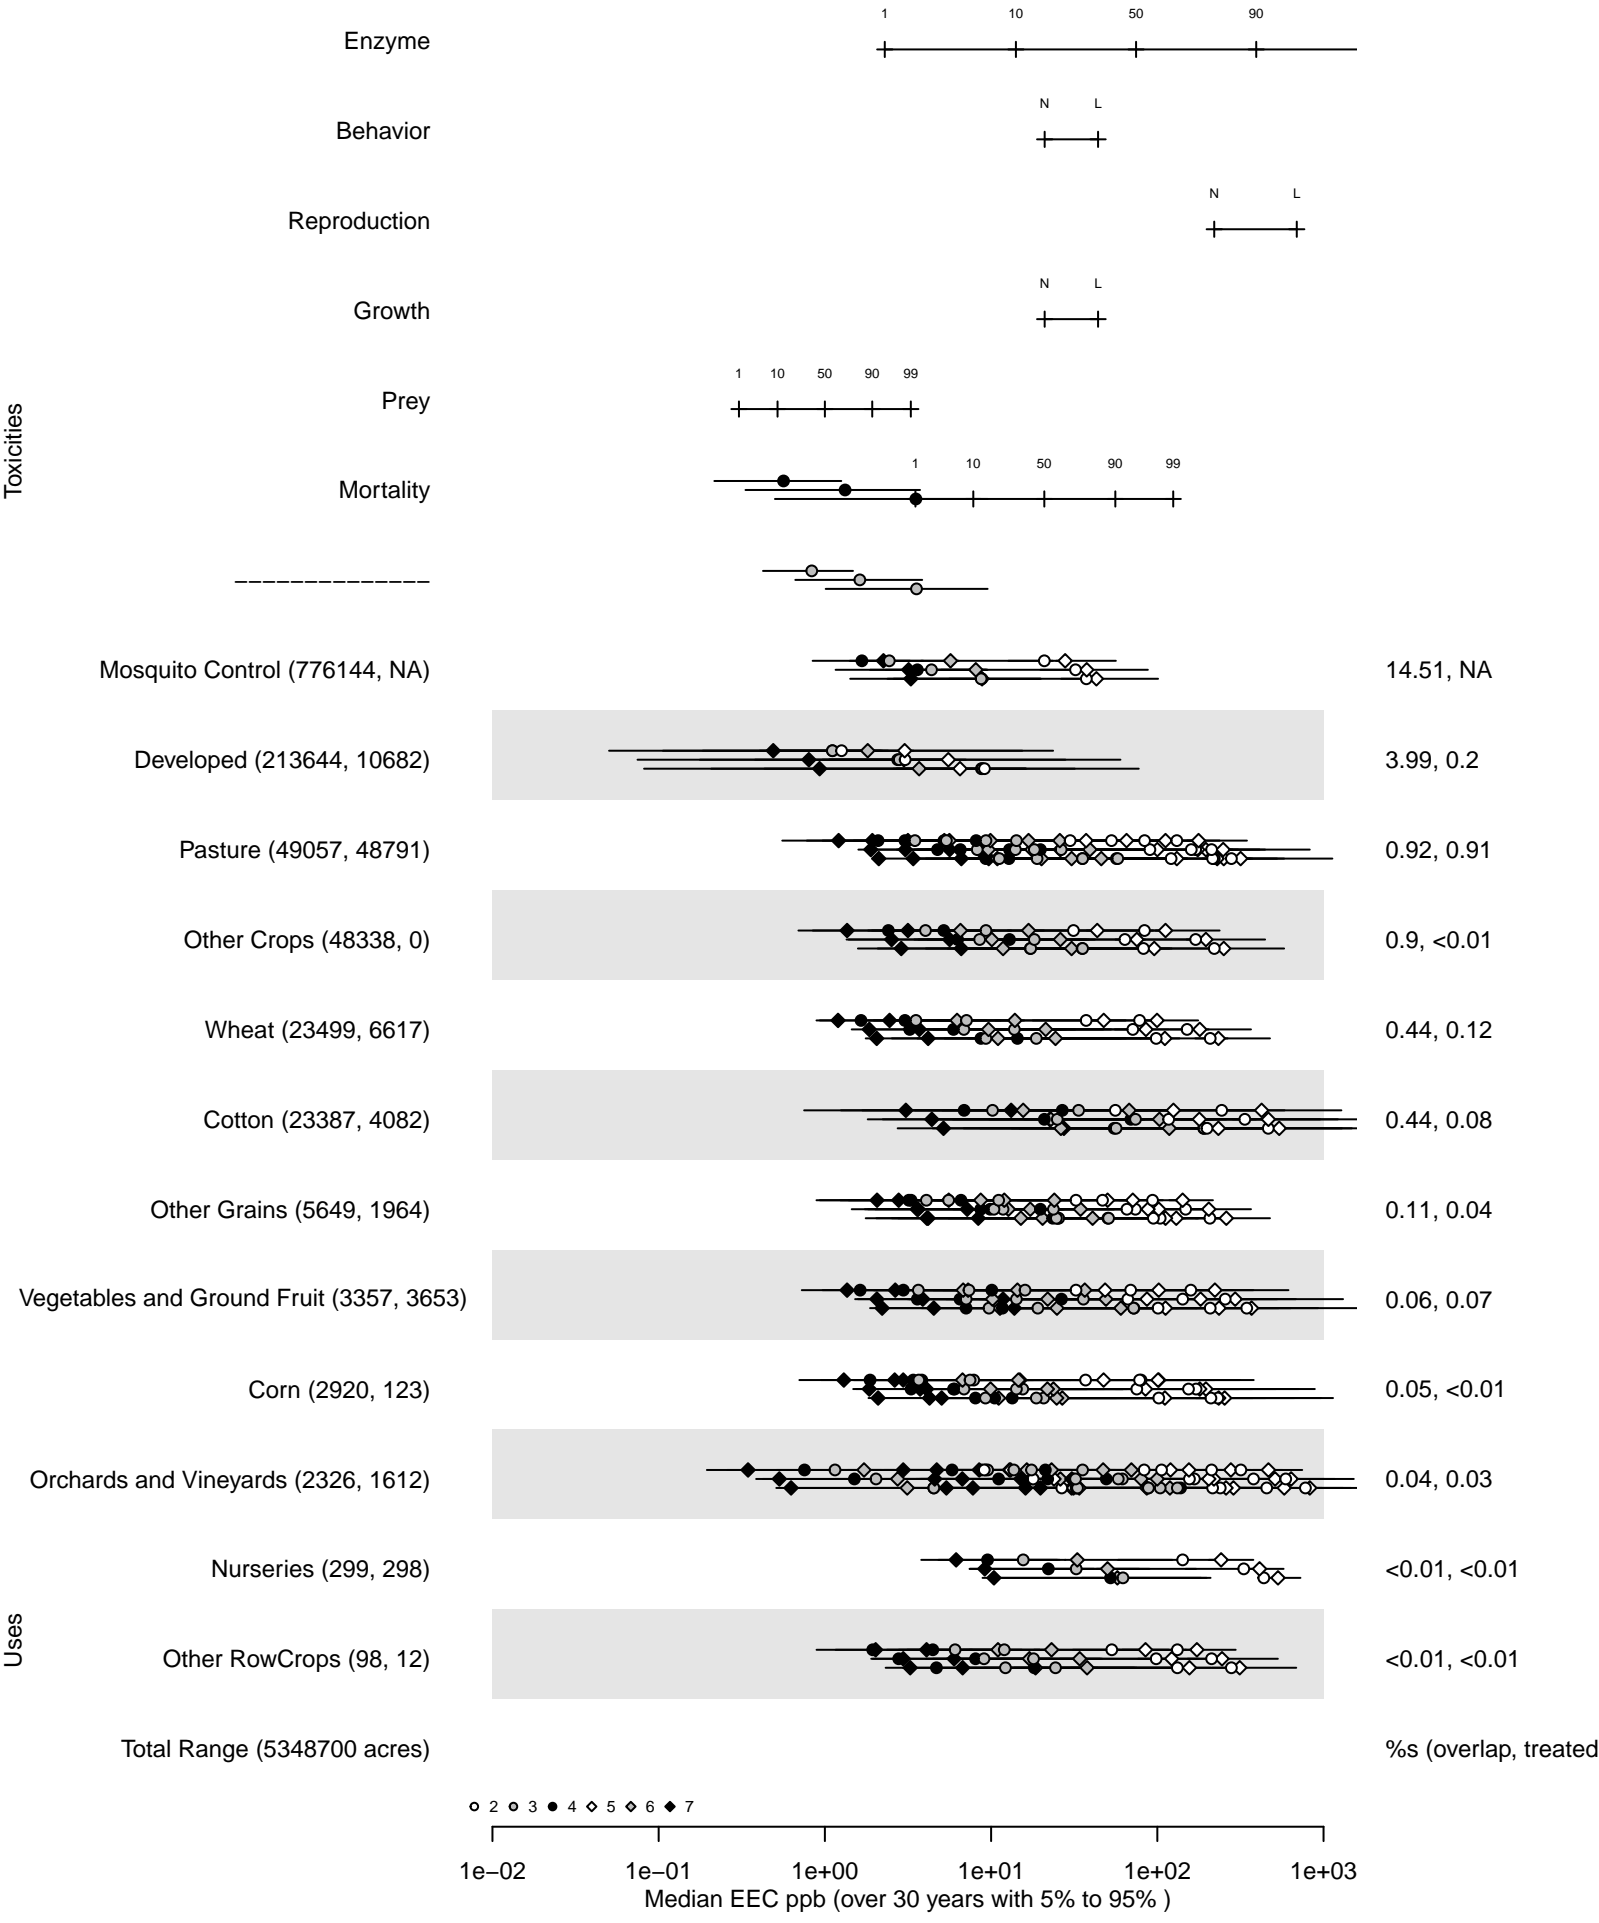 1 10 50 90
Enzyme
N L
Behavior
N L
Reproduction
N L
Growth
1 10 50 90 99
Prey
Toxicities
1 10 50 90 99
Mortality
−−−−−−−−−−−−−−
Mosquito Control (776144, NA) 14.51, NA
Developed (213644, 10682) 3.99, 0.2
Pasture (49057, 48791) 0.92, 0.91
Other Crops (48338, 0) 0.9, <0.01
Wheat (23499, 6617) 0.44, 0.12
Cotton (23387, 4082) 0.44, 0.08
Other Grains (5649, 1964) 0.11, 0.04
Vegetables and Ground Fruit (3357, 3653) 0.06, 0.07
Corn (2920, 123) 0.05, <0.01
Orchards and Vineyards (2326, 1612) 0.04, 0.03
Nurseries (299, 298) <0.01, <0.01
Uses
Other RowCrops (98, 12) <0.01, <0.01
Total Range (5348700 acres) %s (overlap, treated
2 3 4 5 6 7
1e−02 1e−01 1e+00 1e+01 1e+02 1e+03
Median EEC ppb (over 30 years with 5% to 95% )